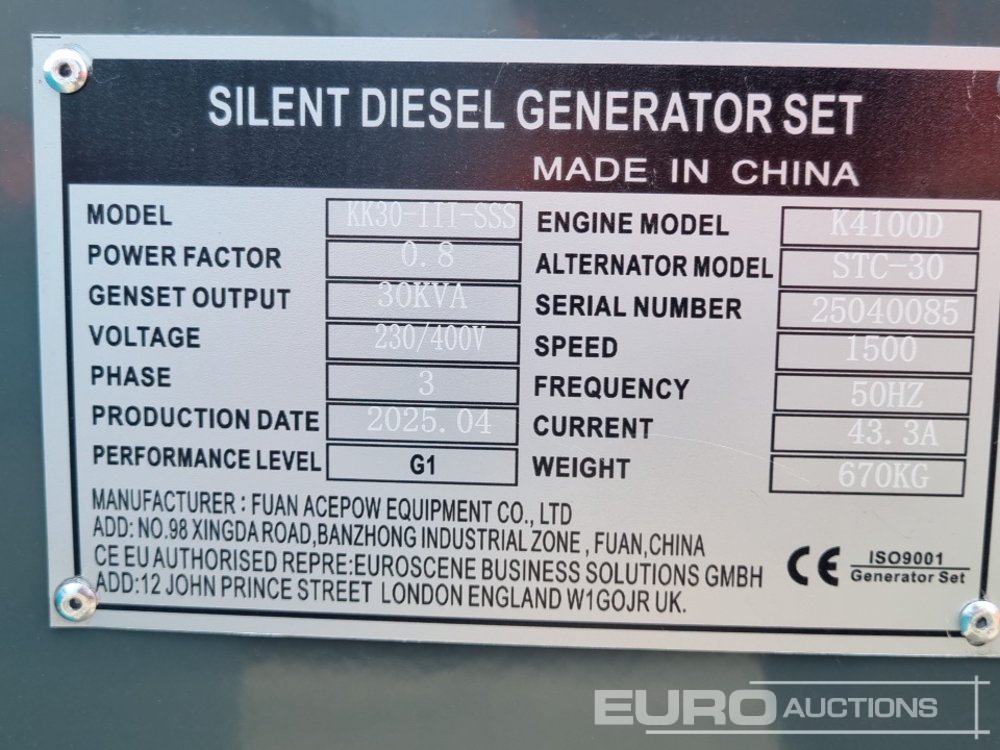 SILENT DIESEL GENERATOR SET
MADE IN CHINA
MODEL KK30-III-SSS
POWER FACTOR 0.8
GENSET OUTPUT 30KVA
VOLTAGE 230/400V
PHASE 3
PRODUCTION DATE 2025.04
PERFORMANCE LEVEL G1
ENGINE MODEL K4100D
ALTERNATOR MODEL STC-30
SERIAL NUMBER 25040085
SPEED 1500
FREQUENCY 50HZ
CURRENT 43.3A
WEIGHT 670KG
MANUFACTURER : FUAN ACEPOW EQUIPMENT CO., LTD
ADD: NO.98 XINGDA ROAD,BANZHONG INDUSTRIAL ZONE , FUAN,CHINA
CE EU AUTHORISED REPRE:EUROSCENE BUSINESS SOLUTIONS GMBH
ADD:12 JOHN PRINCE STREET LONDON ENGLAND W1GOJR UK.
CE
ISO9001
Generator Set
EURO AUCTIONS